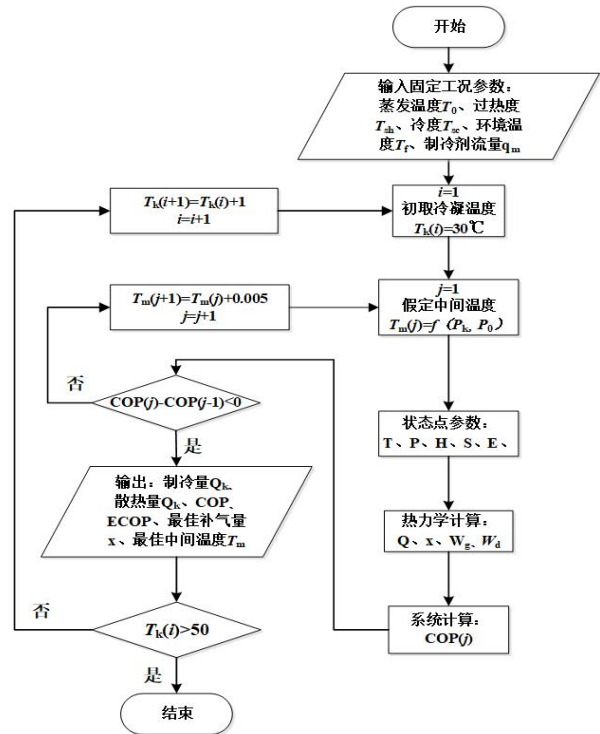 开始
输入固定工况参数：
蒸发温度T₀、过热度
Tsh、冷度Tsc、环境温
度Tf、制冷剂流量qm
Tk(i+1)=Tk(i)+1
i=i+1
i=1
初取冷凝温度
Tk(i)=30℃
Tm(j+1)=Tm(j)+0.005
j=j+1
j=1
假定中间温度
Tm(j)=f（Pk, P₀）
否
COP(j)-COP(j-1)<0
是
状态点参数：
T、P、H、S、E、
输出：制冷量Qk、
散热量Qk、COP、
ECOP、最佳补气量
x、最佳中间温度Tm
热力学计算：
Q、x、Wg、Wd
否
Tk(i)>50
系统计算：
COP(j)
是
结束